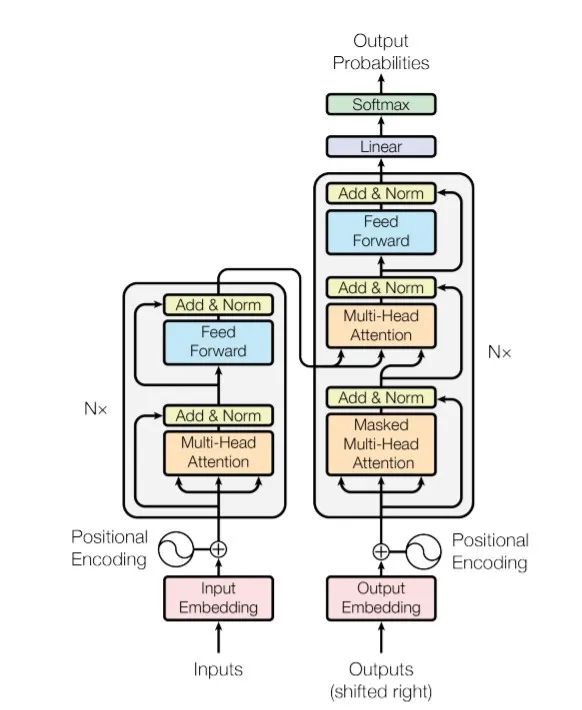 Output
Probabilities
Softmax
Linear
Add & Norm
Feed
Forward
Add & Norm
Multi-Head
Attention
Add & Norm
Masked
Multi-Head
Attention
N×
Positional
Encoding
Output
Embedding
Outputs
(shifted right)
Add & Norm
Feed
Forward
Add & Norm
Multi-Head
Attention
N×
Positional
Encoding
Input
Embedding
Inputs